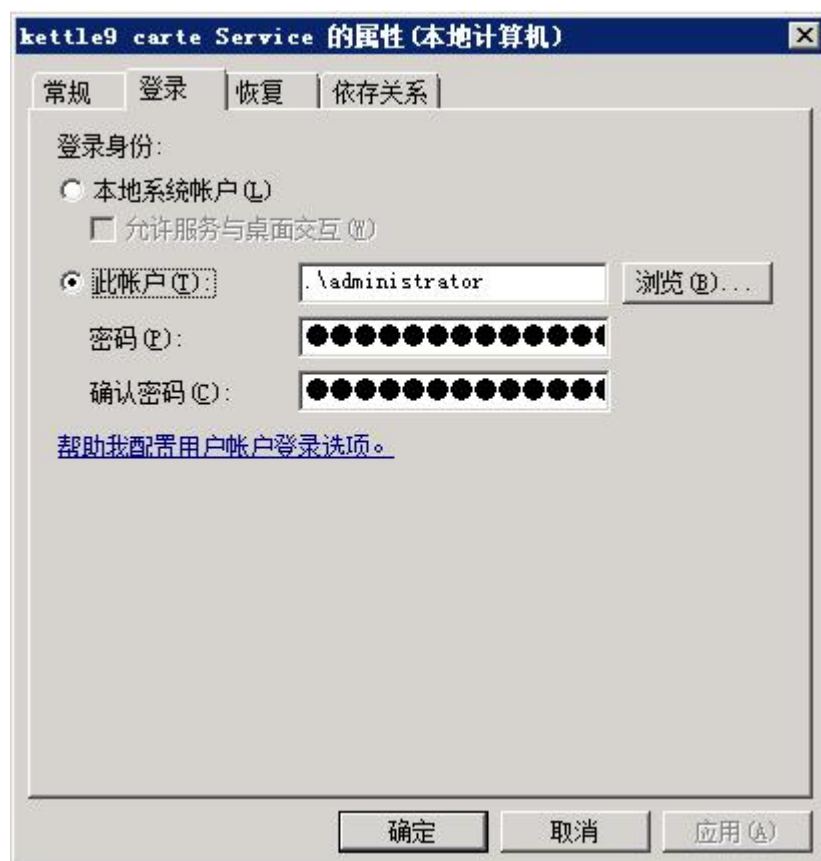 kettle9 carte Service 的属性(本地计算机)
常规 登录 恢复 依存关系
登录身份:
本地系统帐户(L)
允许服务与桌面交互(W)
此帐户(T): .\administrator 浏览(B)...
密码(P): ●●●●●●●●●●●●●
确认密码(C): ●●●●●●●●●●●●●
帮助我配置用户帐户登录选项。
确定 取消 应用(A)